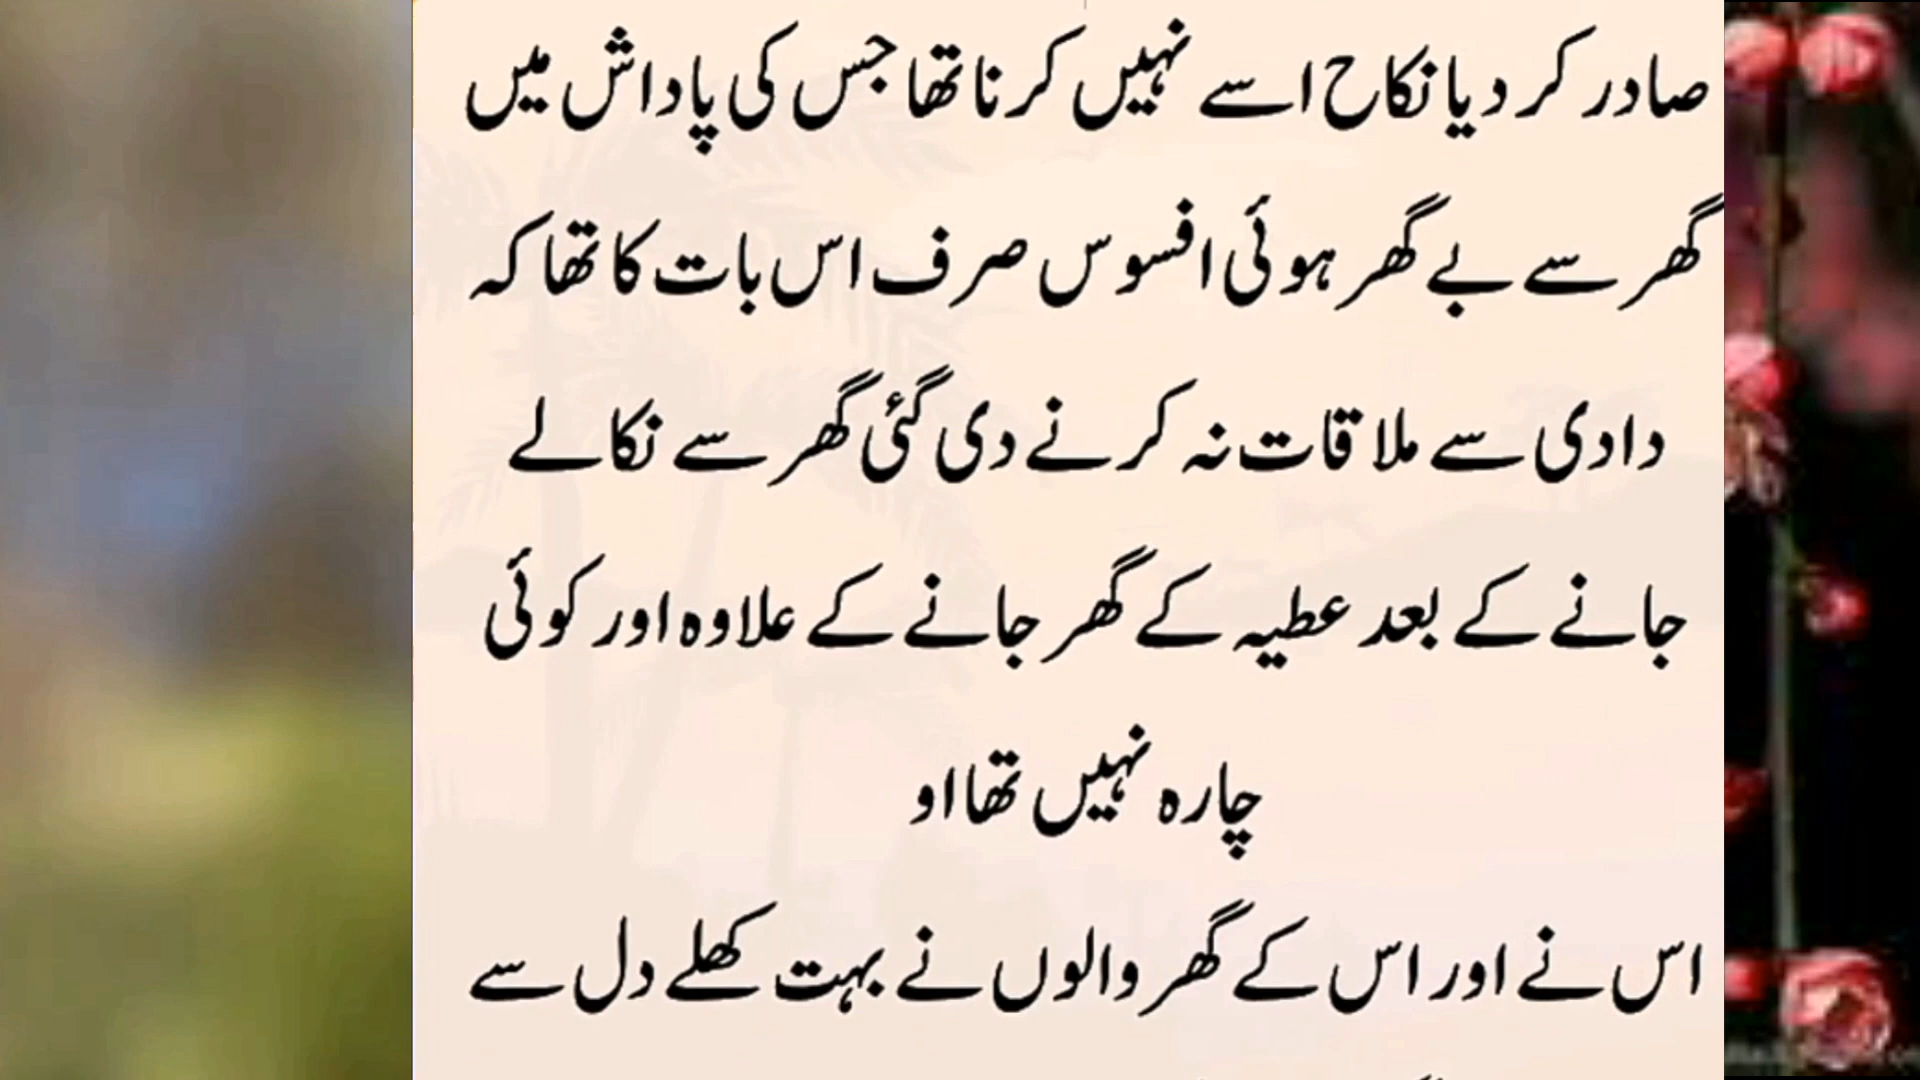 صادر کر دیا نکاح اسے نہیں کرنا تھا جس کی پاداش میں
گھر سے بے گھر ہوئی افسوس صرف اس بات کا تھا کہ
دادی سے ملاقات نہ کرنے دی گئی گھر سے نکالے
جانے کے بعد عطیہ کے گھر جانے کے علاوہ اور کوئی
چارہ نہیں تھا او
اس نے اور اس کے گھر والوں نے بہت کھلے دل سے